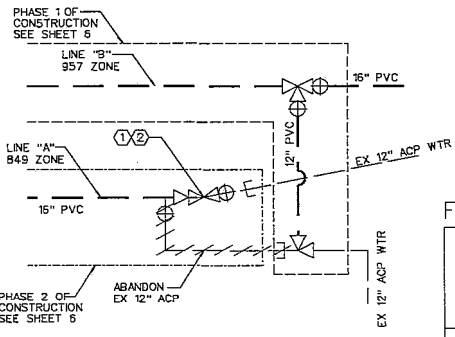 PHASE 1 OF
CONSTRUCTION
SEE SHEET 6
LINE "B"
957 ZONE
16" PVC
12" PVC
1 2
LINE "A"
849 ZONE
16" PVC
EX 12" ACP WTR
EX 12" ACP WTR
ABANDON
EX 12" ACP
PHASE 2 OF
CONSTRUCTION
SEE SHEET 6
F